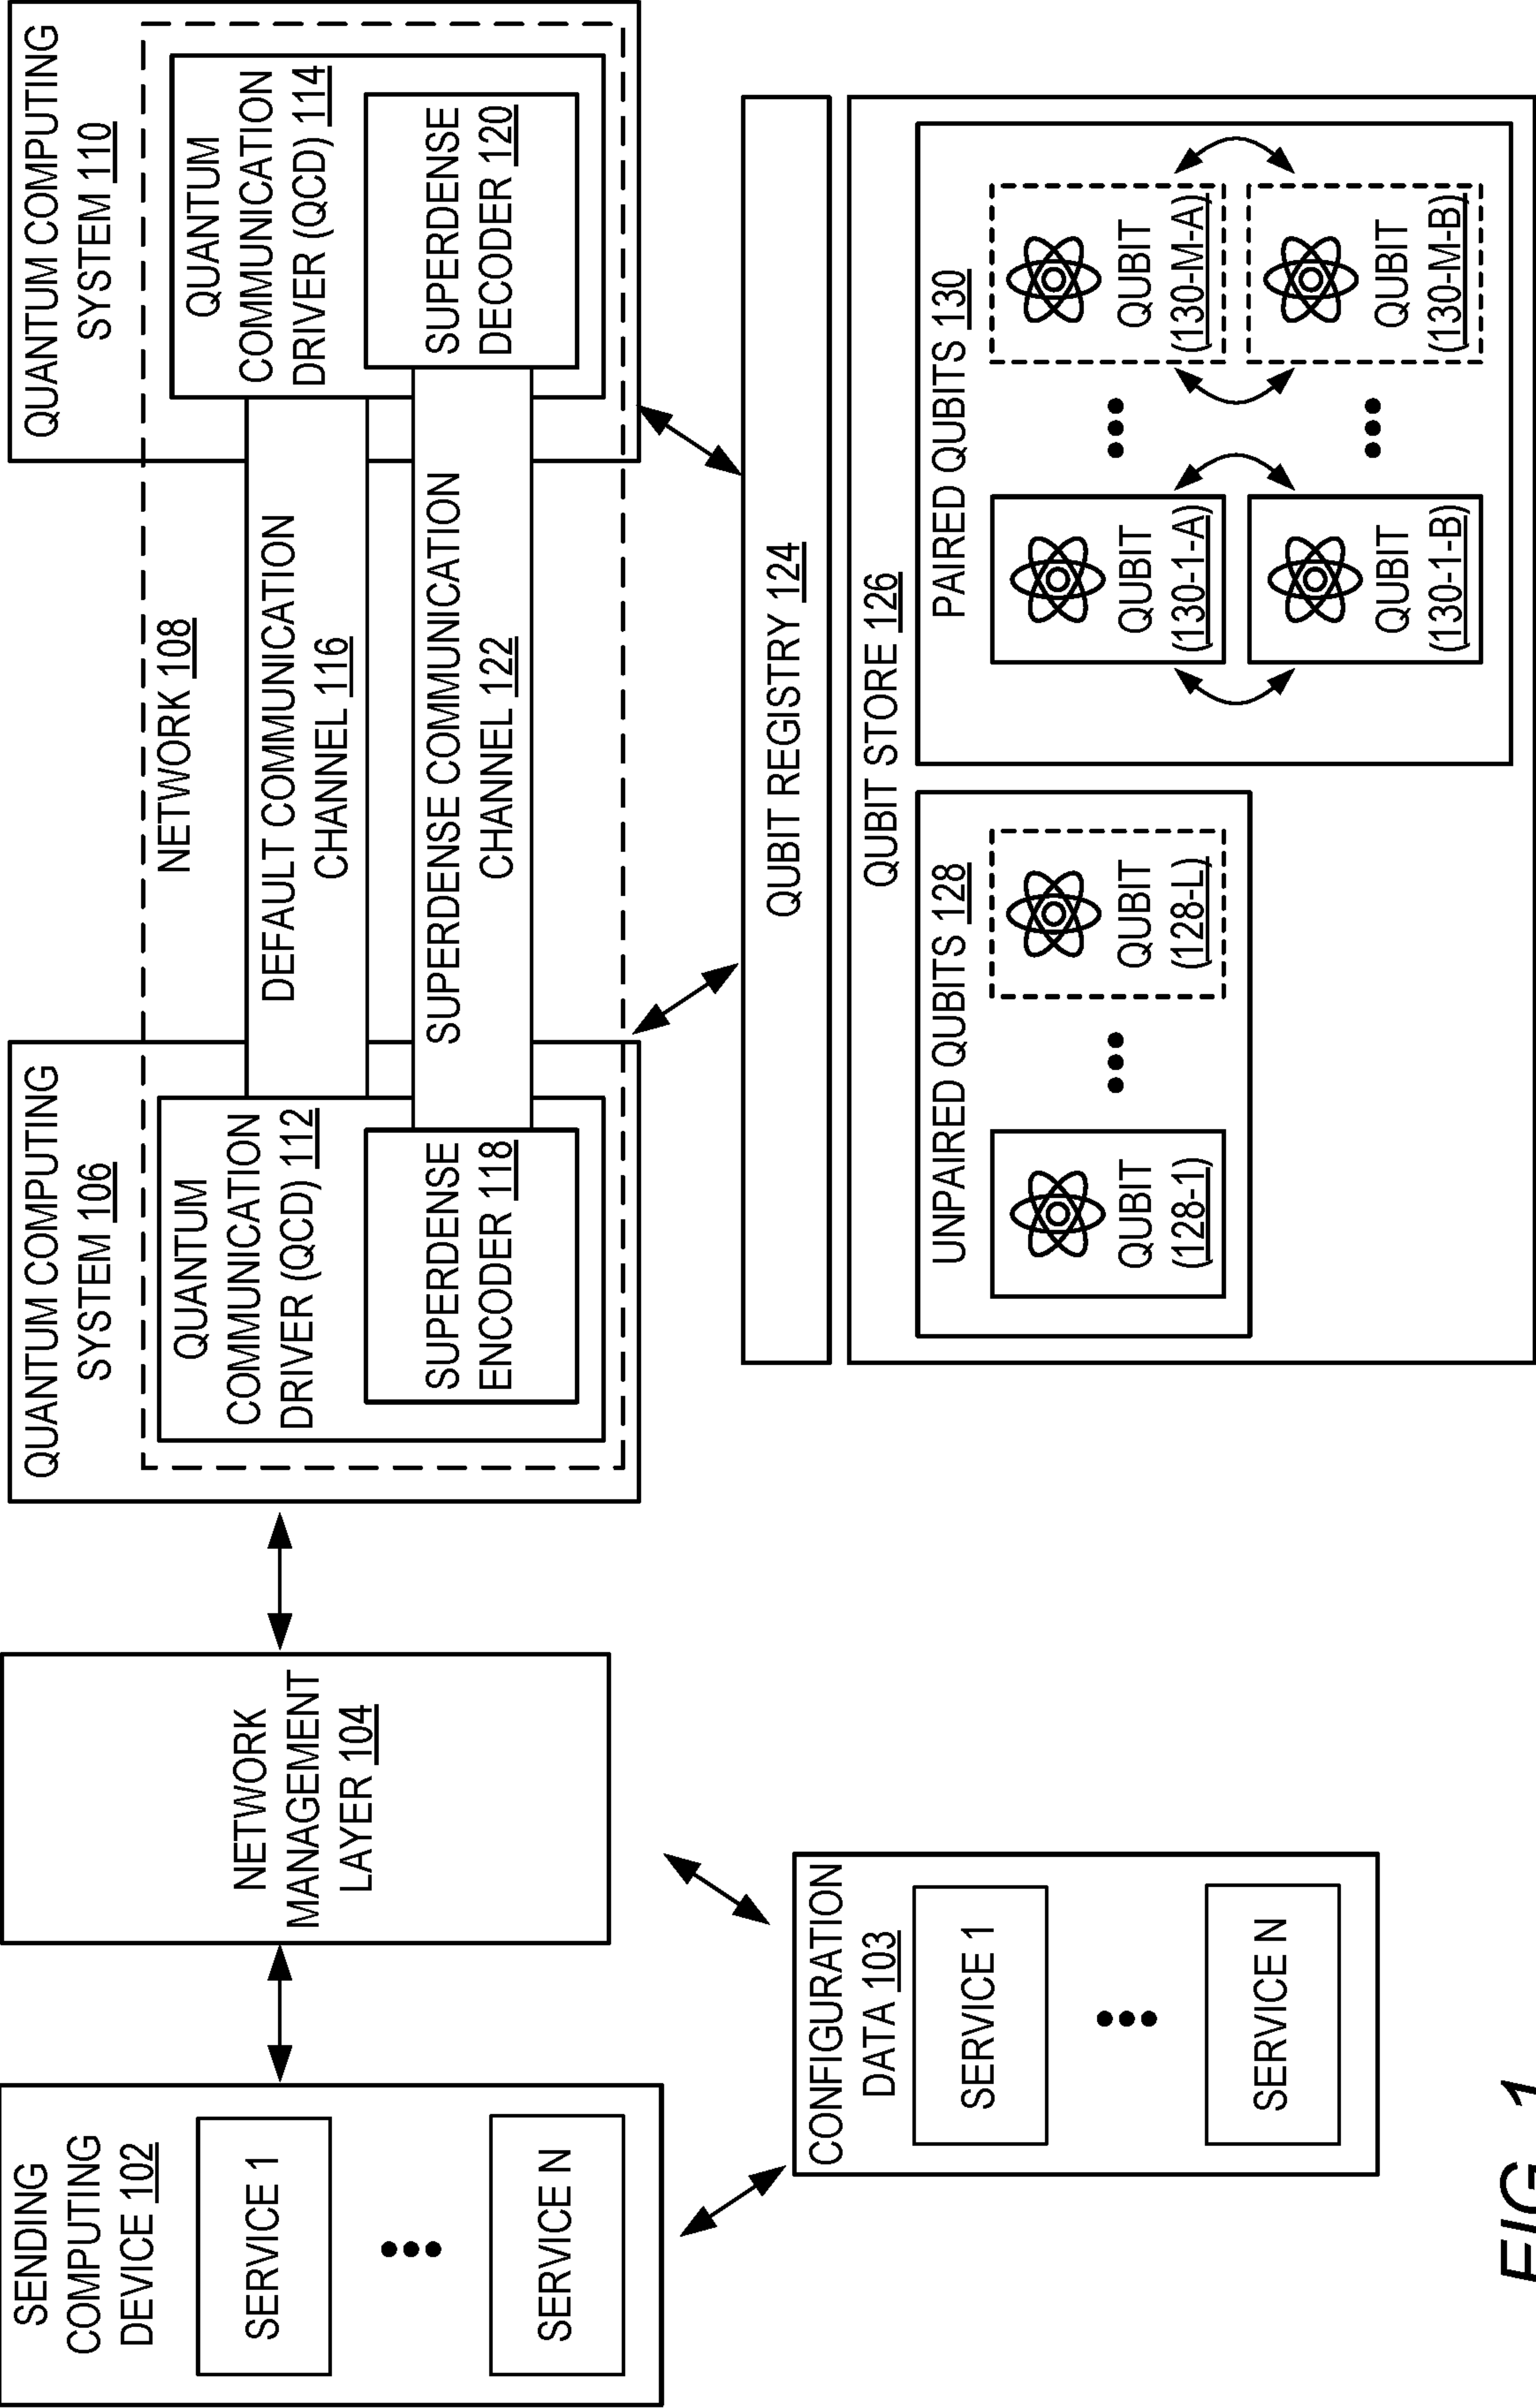 SENDING
COMPUTING
DEVICE 102
SERVICE 1
SERVICE N
NETWORK
MANAGEMENT
LAYER 104
CONFIGURATION
DATA 103
SERVICE 1
SERVICE N
QUANTUM COMPUTING
SYSTEM 106
QUANTUM
COMMUNICATION
DRIVER (QCD) 112
SUPERDENSE
ENCODER 118
NETWORK 108
DEFAULT COMMUNICATION
CHANNEL 116
SUPERDENSE COMMUNICATION
CHANNEL 122
QUANTUM COMPUTING
SYSTEM 110
QUANTUM
COMMUNICATION
DRIVER (QCD) 114
SUPERDENSE
DECODER 120
QUBIT REGISTRY 124
QUBIT STORE 126
UNPAIRED QUBITS 128
QUBIT
(128-1)
QUBIT
(128-L)
PAIRED QUBITS 130
QUBIT
(130-1-A)
QUBIT
(130-M-A)
QUBIT
(130-1-B)
QUBIT
(130-M-B)
FIG. 1